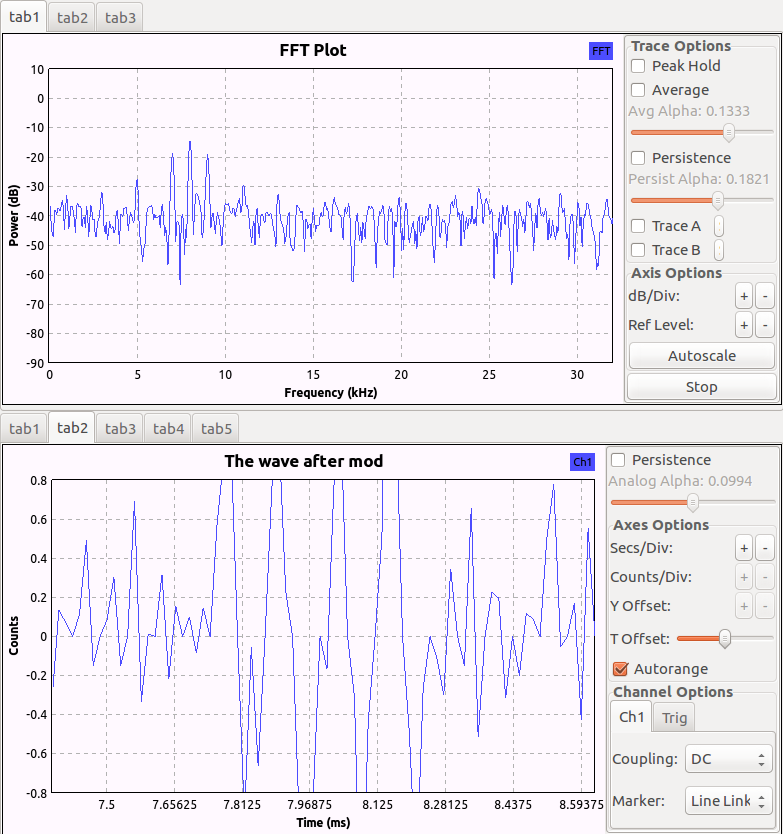 tab1 tab2 tab3
FFT Plot
FFT
10
0
-10
-20
-30
-40
-50
-60
-70
-80
-90
Power (dB)
0 5 10 15 20 25 30
Frequency (kHz)
Trace Options
Peak Hold
Average
Avg Alpha: 0.1333
Persistence
Persist Alpha: 0.1821
Trace A
Trace B
Axis Options
dB/Div: + -
Ref Level: + -
Autoscale
Stop
tab1 tab2 tab3 tab4 tab5
The wave after mod
Ch1
0.8
0.6
0.4
0.2
0
-0.2
-0.4
-0.6
-0.8
Counts
7.5 7.65625 7.8125 7.96875 8.125 8.28125 8.4375 8.59375
Time (ms)
Persistence
Analog Alpha: 0.0994
Axes Options
Secs/Div: + -
Counts/Div: + -
Y Offset: + -
T Offset:
Autorange
Channel Options
Ch1 Trig
Coupling: DC
Marker: Line Link